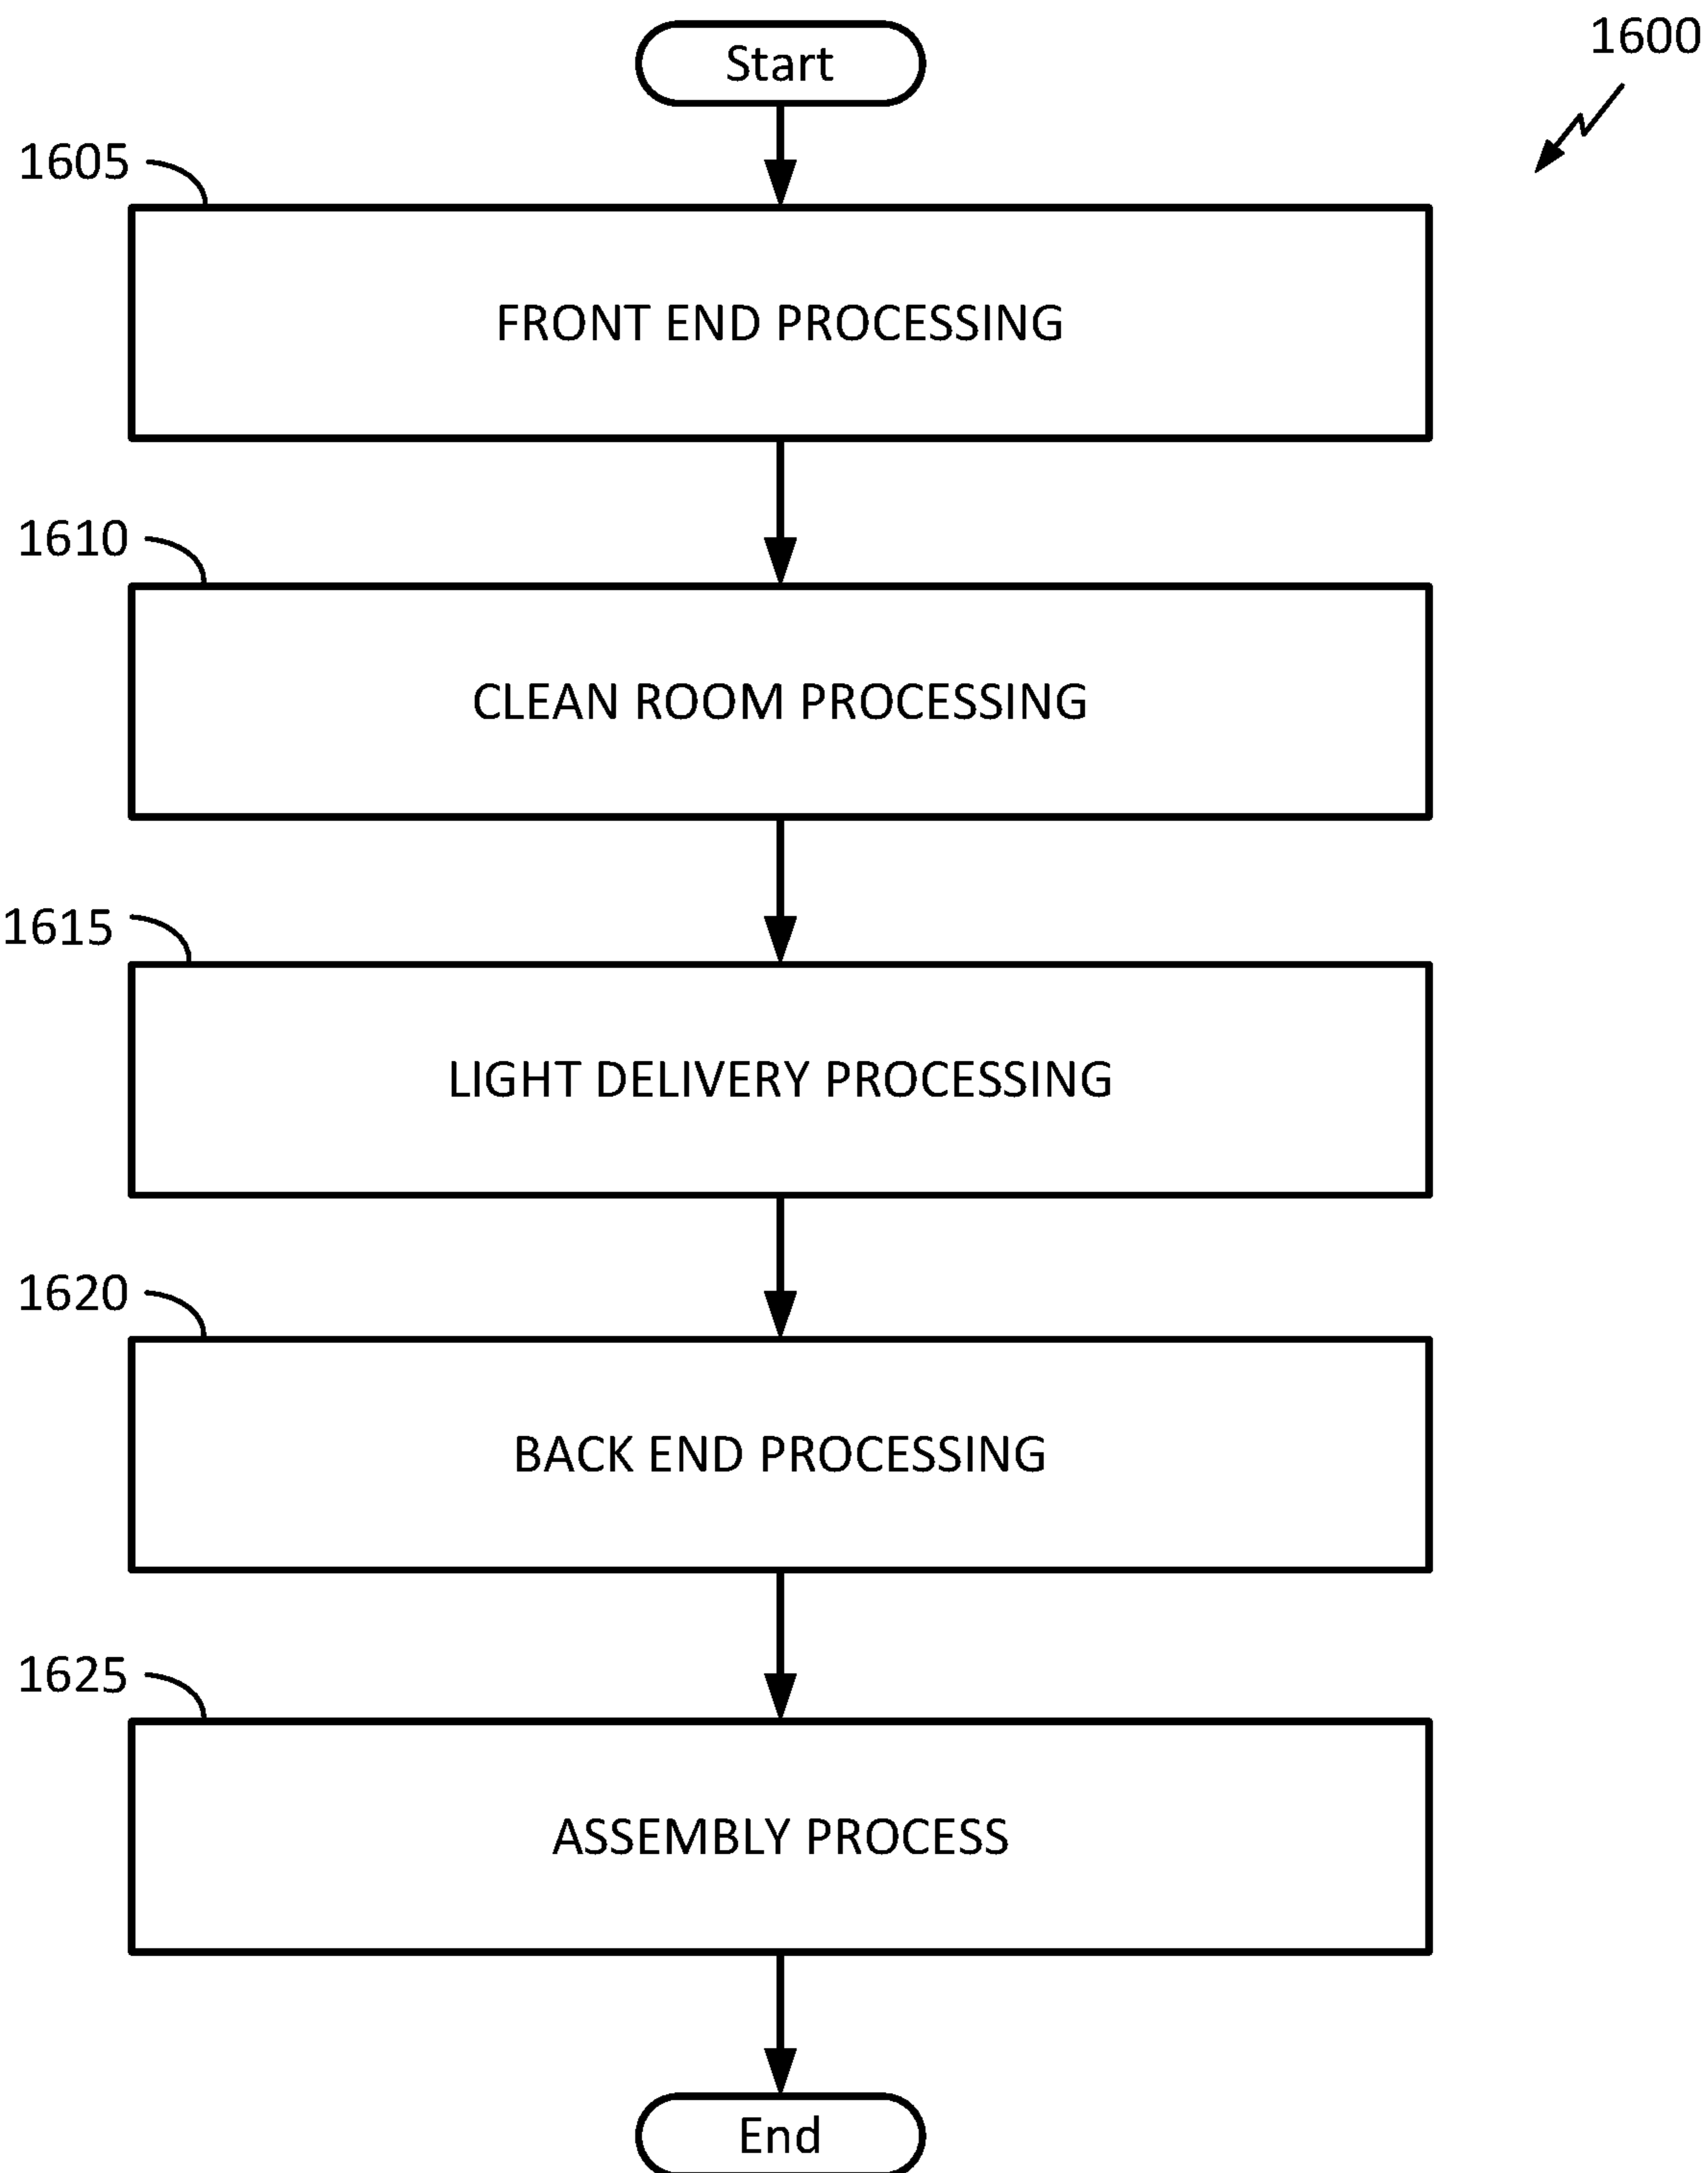 1600
Start
1605
FRONT END PROCESSING
1610
CLEAN ROOM PROCESSING
1615
LIGHT DELIVERY PROCESSING
1620
BACK END PROCESSING
1625
ASSEMBLY PROCESS
End